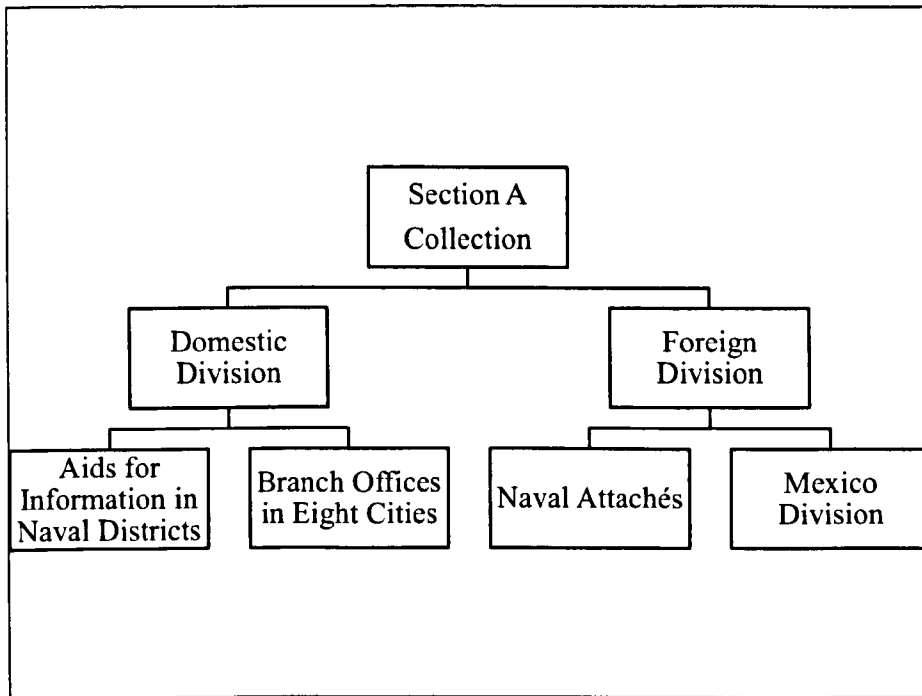 Section A
Collection
Domestic
Division
Foreign
Division
Aids for
Information in
Naval Districts
Branch Offices
in Eight Cities
Naval Attachés
Mexico
Division